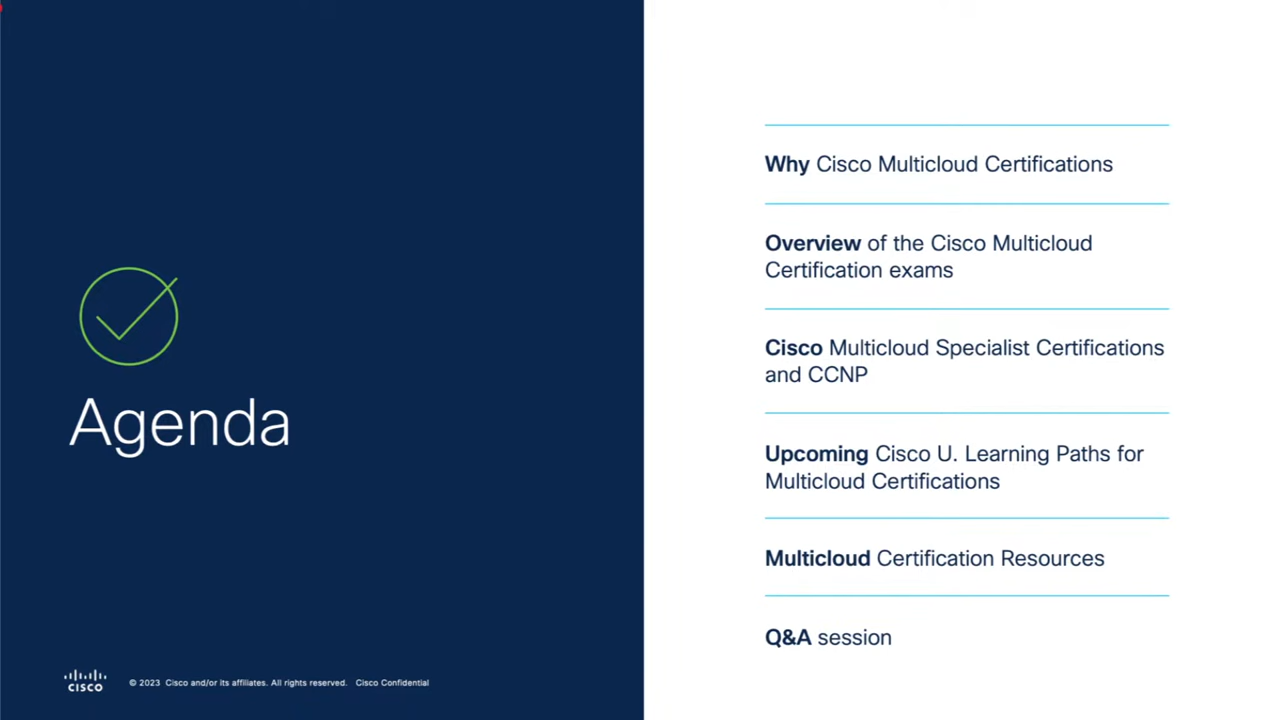 Agenda
Why Cisco Multicloud Certifications
Overview of the Cisco Multicloud
Certification exams
Cisco Multicloud Specialist Certifications
and CCNP
Upcoming Cisco U. Learning Paths for
Multicloud Certifications
Multicloud Certification Resources
Q&A session
CISCO
© 2023 Cisco and/or its affiliates. All rights reserved. Cisco Confidential